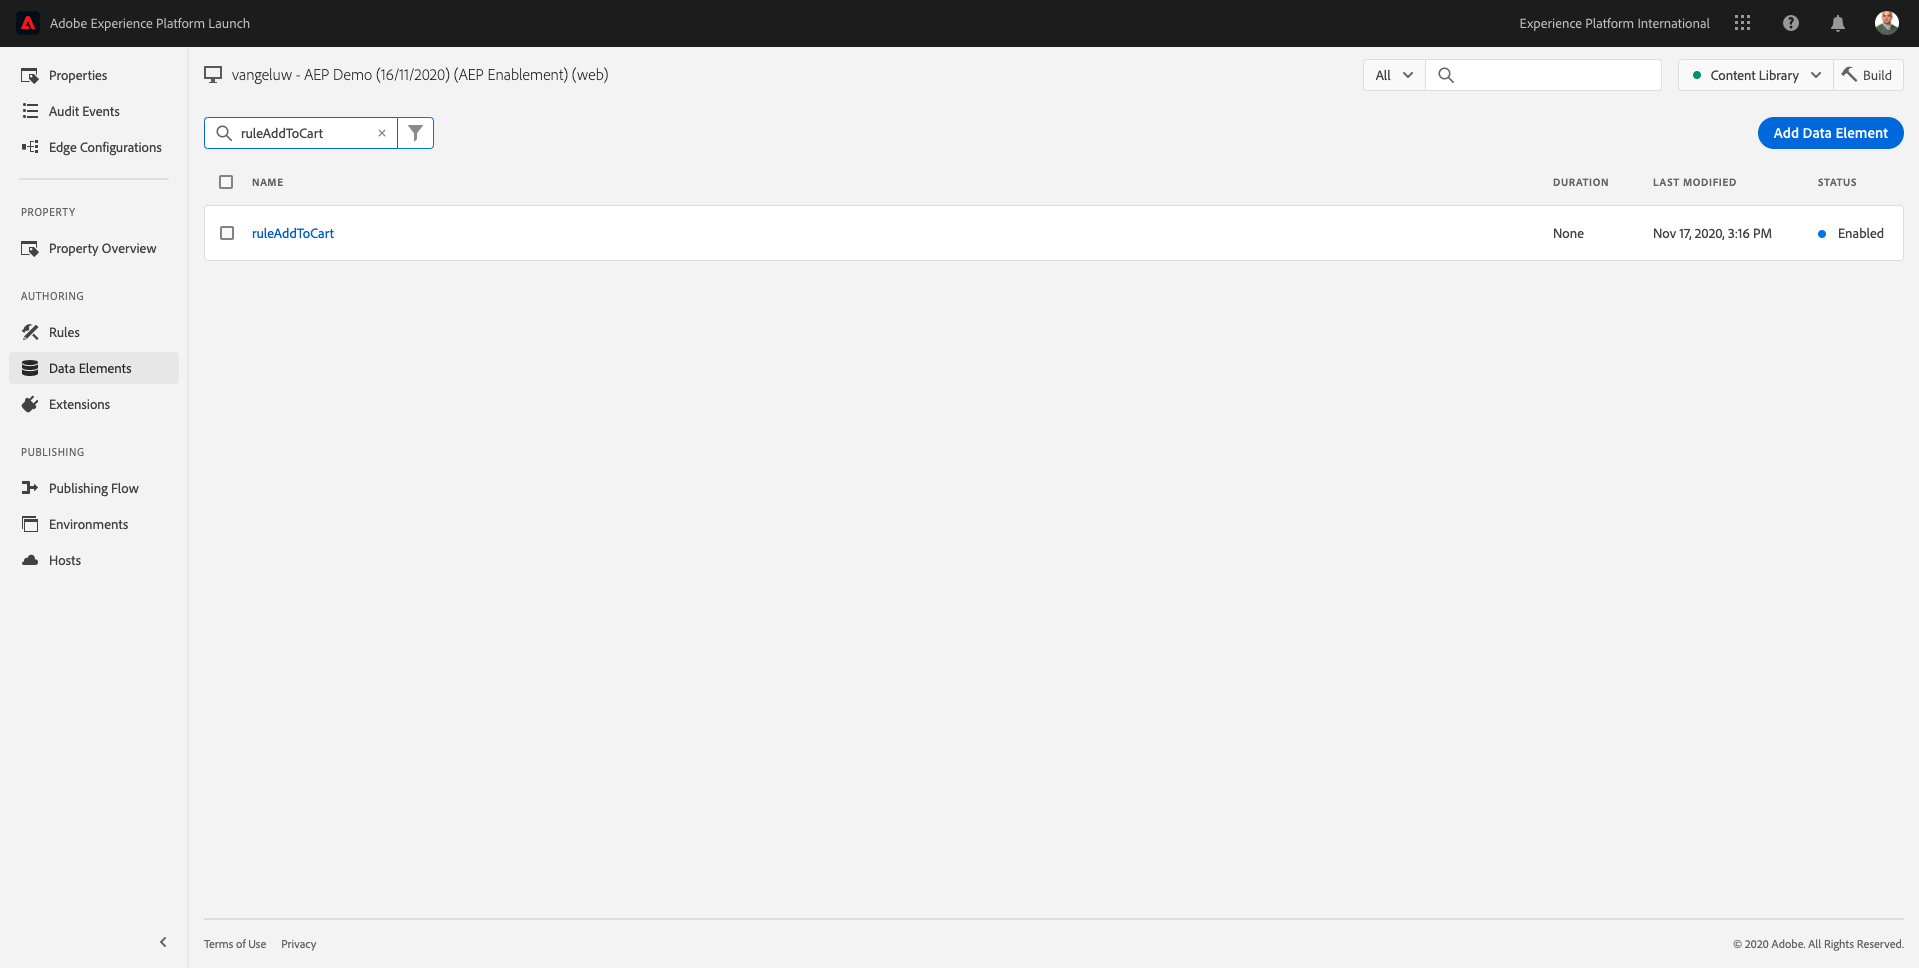 Adobe Experience Platform Launch
Experience Platform International
Properties
Audit Events
Edge Configurations
PROPERTY
Property Overview
AUTHORING
Rules
Data Elements
Extensions
PUBLISHING
Publishing Flow
Environments
Hosts
vangeluw - AEP Demo (16/11/2020) (AEP Enablement) (web)
All
Content Library
Build
ruleAddToCart
Add Data Element
NAME DURATION LAST MODIFIED STATUS
ruleAddToCart None Nov 17, 2020, 3:16 PM Enabled
Terms of Use Privacy
© 2020 Adobe. All Rights Reserved.